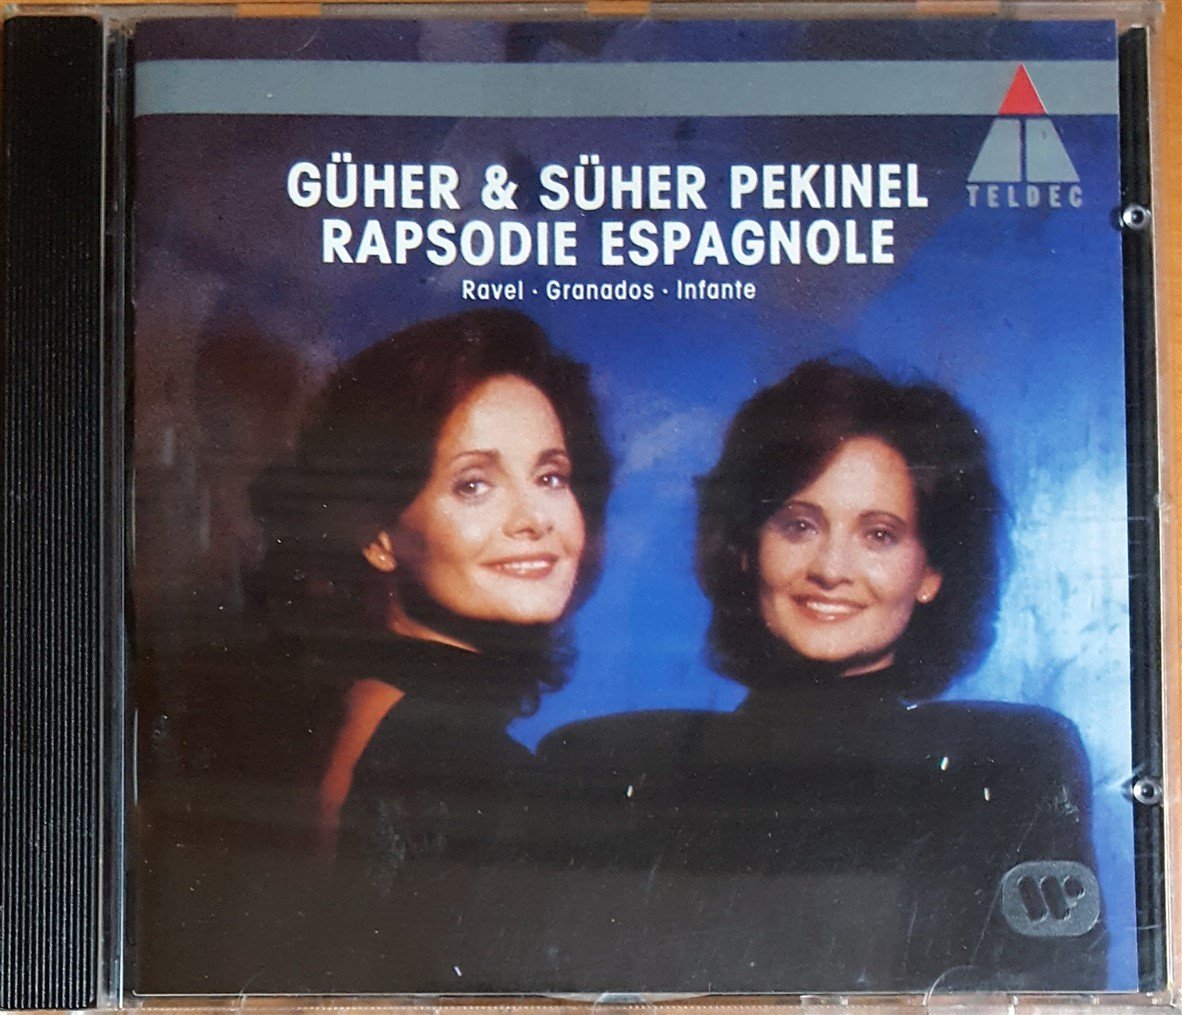 GÜHER & SÜHER PEKINEL
RAPSODIE ESPAGNOLE
Ravel · Granados · Infante
TELDEC